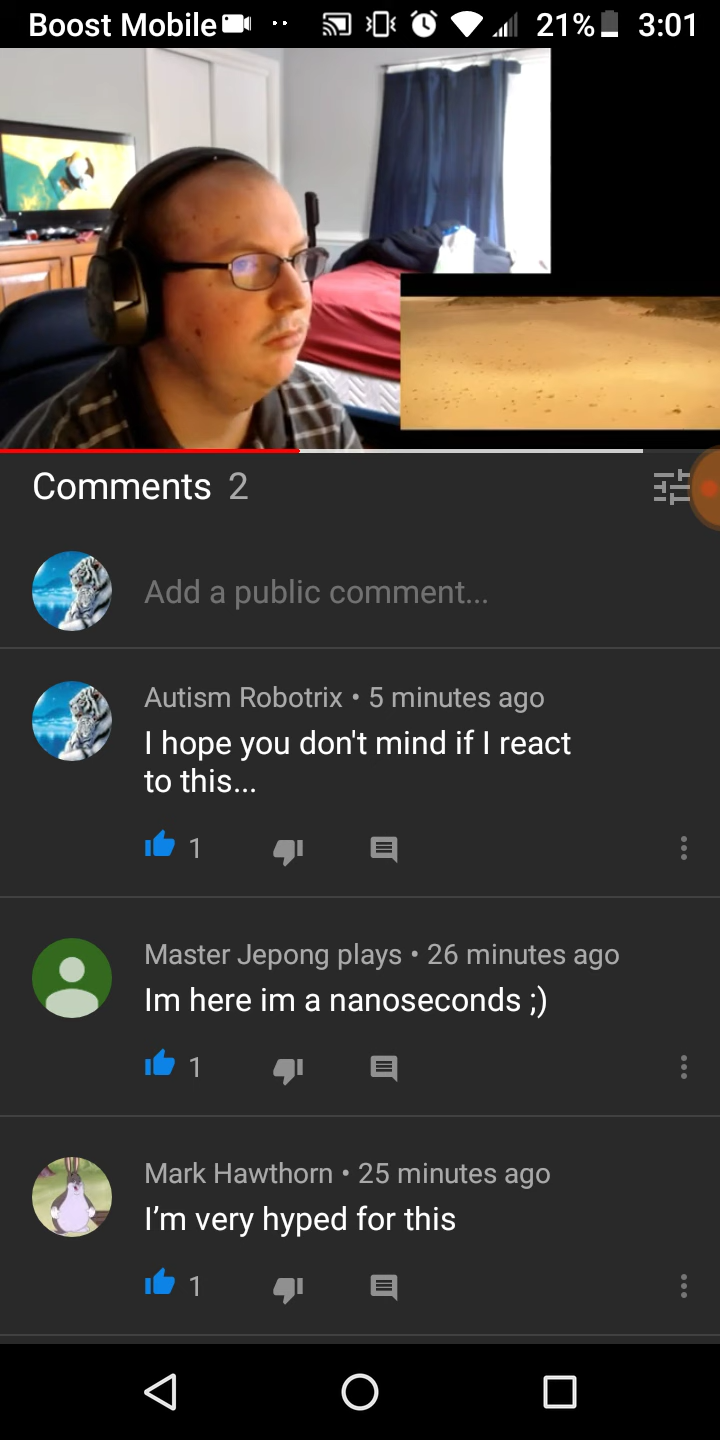 Boost Mobile 21% 3:01
Comments 2
Add a public comment...
Autism Robotrix • 5 minutes ago
I hope you don't mind if I react
to this...
1
Master Jepong plays • 26 minutes ago
Im here im a nanoseconds ;)
1
Mark Hawthorn • 25 minutes ago
I’m very hyped for this
1